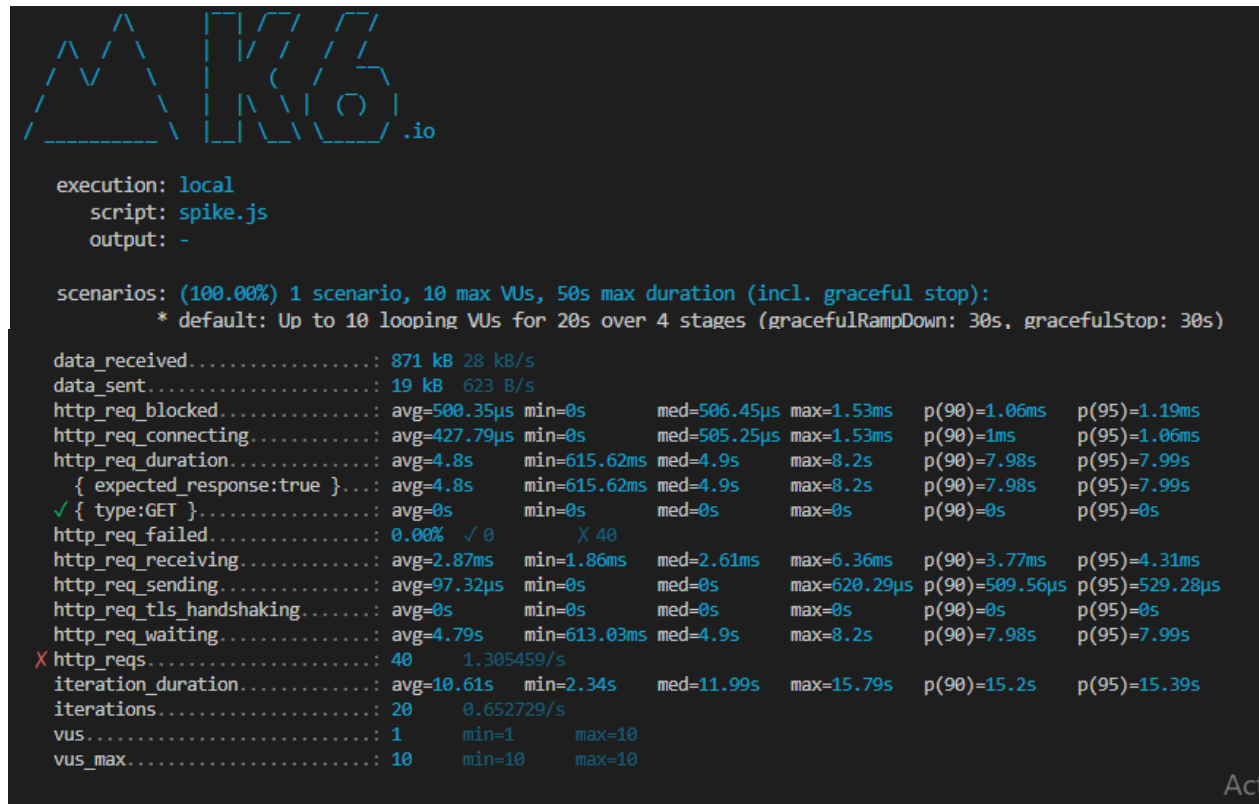 /\      |‾‾| /‾‾/   /‾‾/
/\  /  \     |  |/  /   /  /
/  \/    \    |     (   /   ‾‾\
/          \   |  |\  \ |  (‾)  |
/ __________ \  |__| \__\ \_____/ .io
execution: local
script: spike.js
output: -
scenarios: (100.00%) 1 scenario, 10 max VUs, 50s max duration (incl. graceful stop):
* default: Up to 10 looping VUs for 20s over 4 stages (gracefulRampDown: 30s, gracefulStop: 30s)
data_received..................: 871 kB 28 kB/s
data_sent......................: 19 kB  623 B/s
http_req_blocked...............: avg=500.35µs min=0s       med=506.45µs max=1.53ms   p(90)=1.06ms   p(95)=1.19ms
http_req_connecting............: avg=427.79µs min=0s       med=505.25µs max=1.53ms   p(90)=1ms      p(95)=1.06ms
http_req_duration..............: avg=4.8s     min=615.62ms med=4.9s     max=8.2s     p(90)=7.98s    p(95)=7.99s
{ expected_response:true }...: avg=4.8s     min=615.62ms med=4.9s     max=8.2s     p(90)=7.98s    p(95)=7.99s
✓ { type:GET }.................: avg=0s       min=0s       med=0s       max=0s       p(90)=0s       p(95)=0s
http_req_failed................: 0.00%  ✓ 0        ✗ 40
http_req_receiving.............: avg=2.87ms   min=1.86ms   med=2.61ms   max=6.36ms   p(90)=3.77ms   p(95)=4.31ms
http_req_sending...............: avg=97.32µs  min=0s       med=0s       max=620.29µs p(90)=509.56µs p(95)=529.28µs
http_req_tls_handshaking.......: avg=0s       min=0s       med=0s       max=0s       p(90)=0s       p(95)=0s
http_req_waiting...............: avg=4.79s    min=613.03ms med=4.9s     max=8.2s     p(90)=7.98s    p(95)=7.99s
✗ http_reqs....................: 40     1.305459/s
iteration_duration.............: avg=10.61s   min=2.34s    med=11.99s   max=15.79s   p(90)=15.2s    p(95)=15.39s
iterations.....................: 20     0.652729/s
vus............................: 1      min=1      max=10
vus_max........................: 10     min=10     max=10